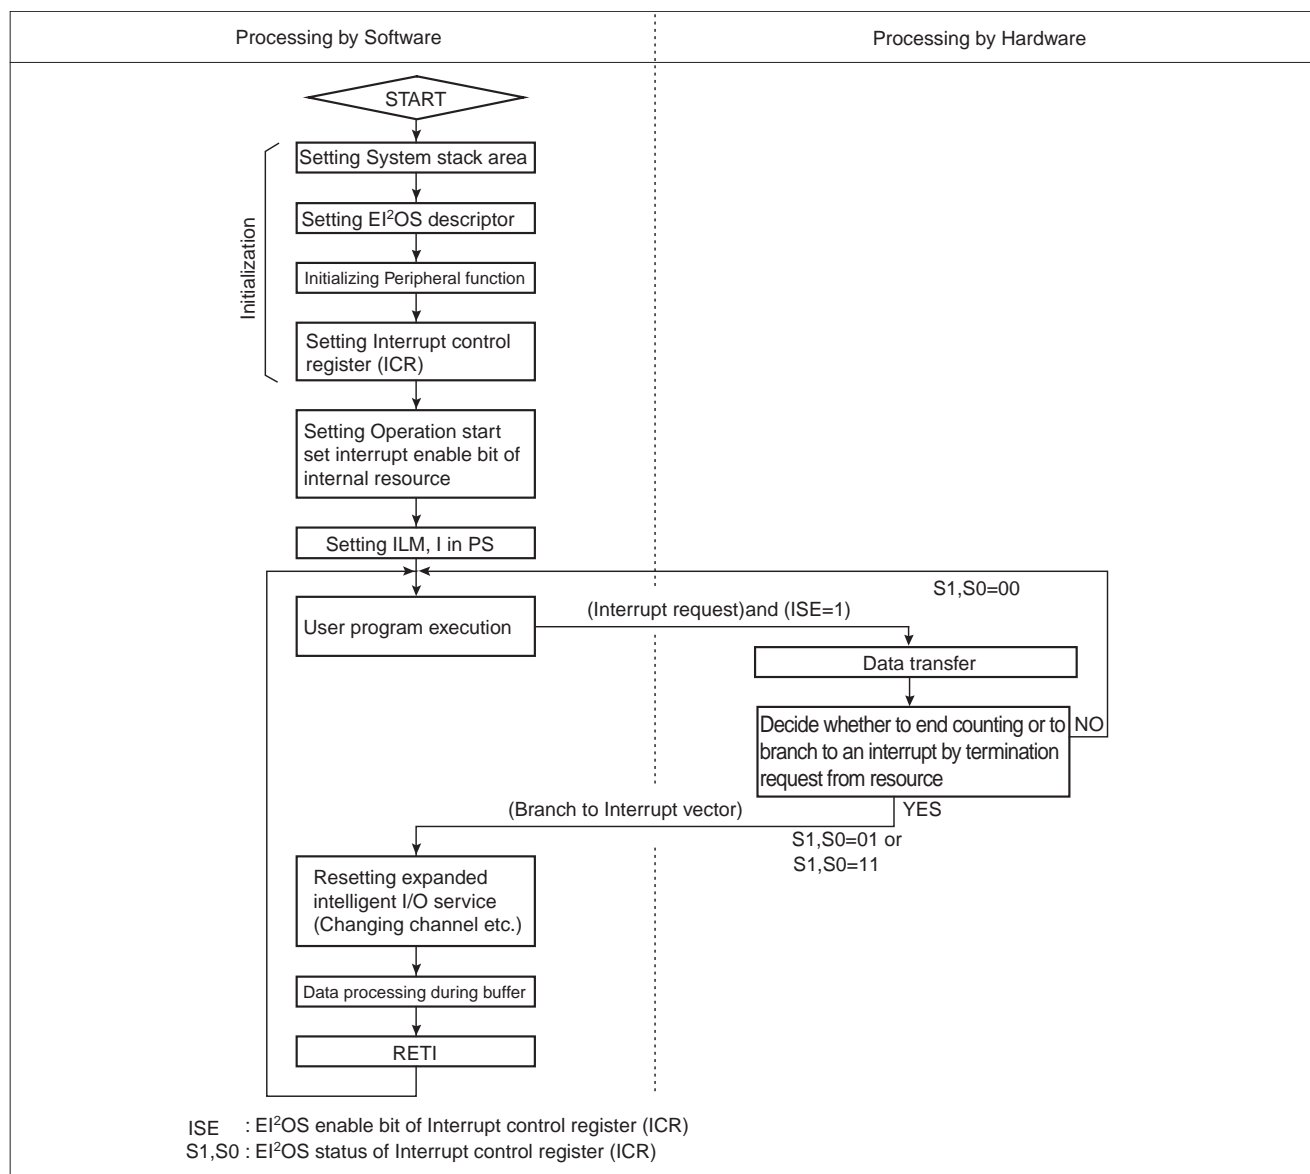 Processing by Software
Processing by Hardware
START
Initialization
Setting System stack area
Setting EI²OS descriptor
Initializing Peripheral function
Setting Interrupt control
register (ICR)
Setting Operation start
set interrupt enable bit of
internal resource
Setting ILM, I in PS
S1,S0=00
User program execution
(Interrupt request)and (ISE=1)
Data transfer
Decide whether to end counting or to
branch to an interrupt by termination
request from resource
NO
YES
(Branch to Interrupt vector)
S1,S0=01 or
S1,S0=11
Resetting expanded
intelligent I/O service
(Changing channel etc.)
Data processing during buffer
RETI
ISE : EI²OS enable bit of Interrupt control register (ICR)
S1,S0 : EI²OS status of Interrupt control register (ICR)